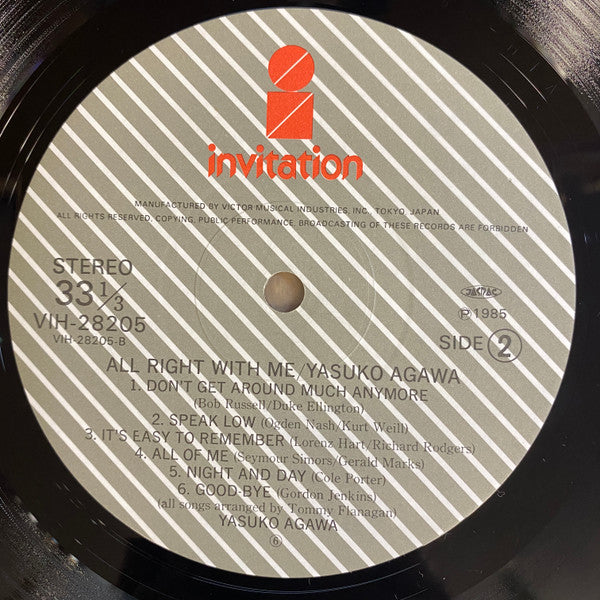 invitation
MANUFACTURED BY VICTOR MUSICAL INDUSTRIES, INC., TOKYO, JAPAN
ALL RIGHTS RESERVED, COPYING, PUBLIC PERFORMANCE, BROADCASTING OF THESE RECORDS ARE FORBIDDEN
STEREO
33 1/3
VIH-28205
VIH-28205-B
JASRAC
Ⓟ1985
SIDE ②
ALL RIGHT WITH ME/YASUKO AGAWA
1. DON'T GET AROUND MUCH ANYMORE
(Bob Russell/Duke Ellington)
2. SPEAK LOW (Ogden Nash/Kurt Weill)
3. IT'S EASY TO REMEMBER (Lorenz Hart/Richard Rodgers)
4. ALL OF ME (Seymour Simors/Gerald Marks)
5. NIGHT AND DAY (Cole Porter)
6. GOOD-BYE (Gordon Jenkins)
(all songs arranged by Tommy Flanagan)
YASUKO AGAWA
⑥